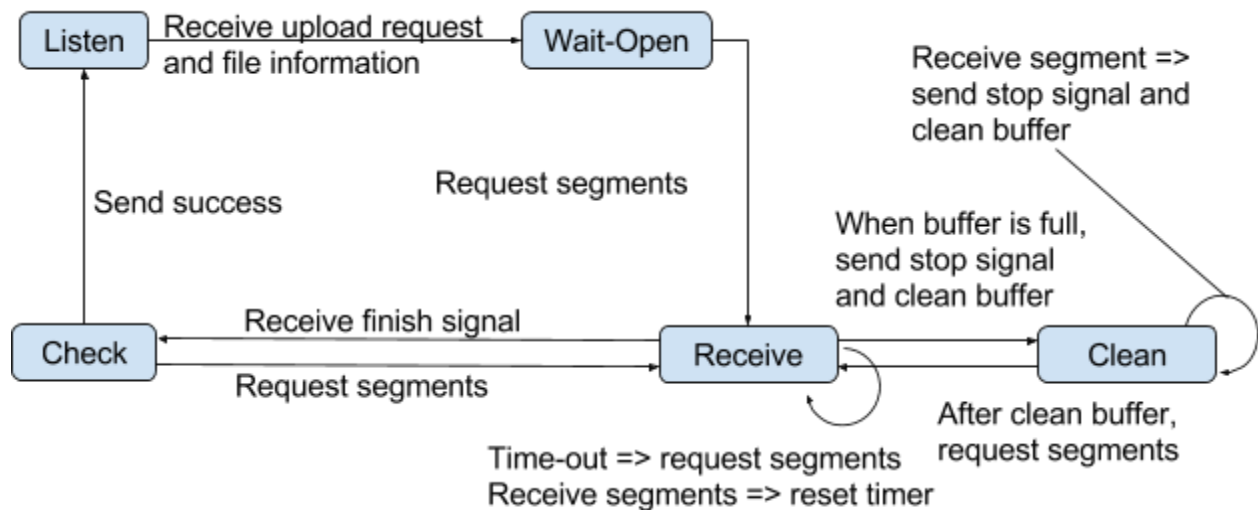 Listen
Receive upload request
and file information
Wait-Open
Receive segment =>
send stop signal and
clean buffer
Request segments
Send success
When buffer is full,
send stop signal
and clean buffer
Receive finish signal
Check
Receive
Clean
Request segments
After clean buffer,
request segments
Time-out => request segments
Receive segments => reset timer